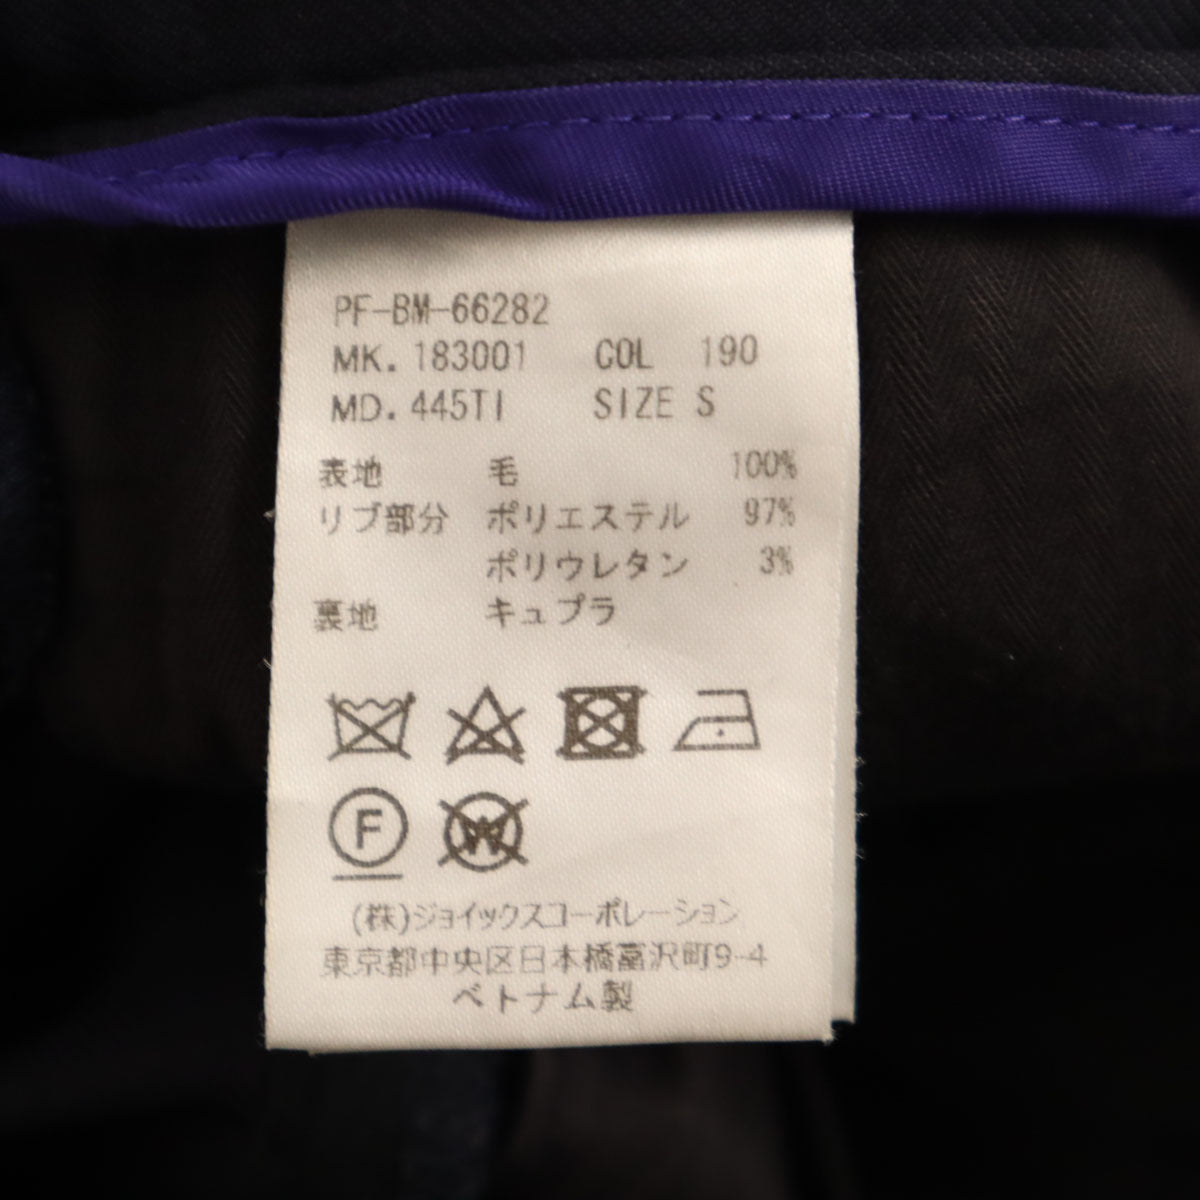 PF-BM-66282
MK. 183001 COL 190
MD. 445TI SIZE S
表地 毛 100%
リブ部分 ポリエステル 97%
ポリウレタン 3%
裏地 キュプラ
F W
(株)ジョイックスコーポレーション
東京都中央区日本橋富沢町9-4
ベトナム製